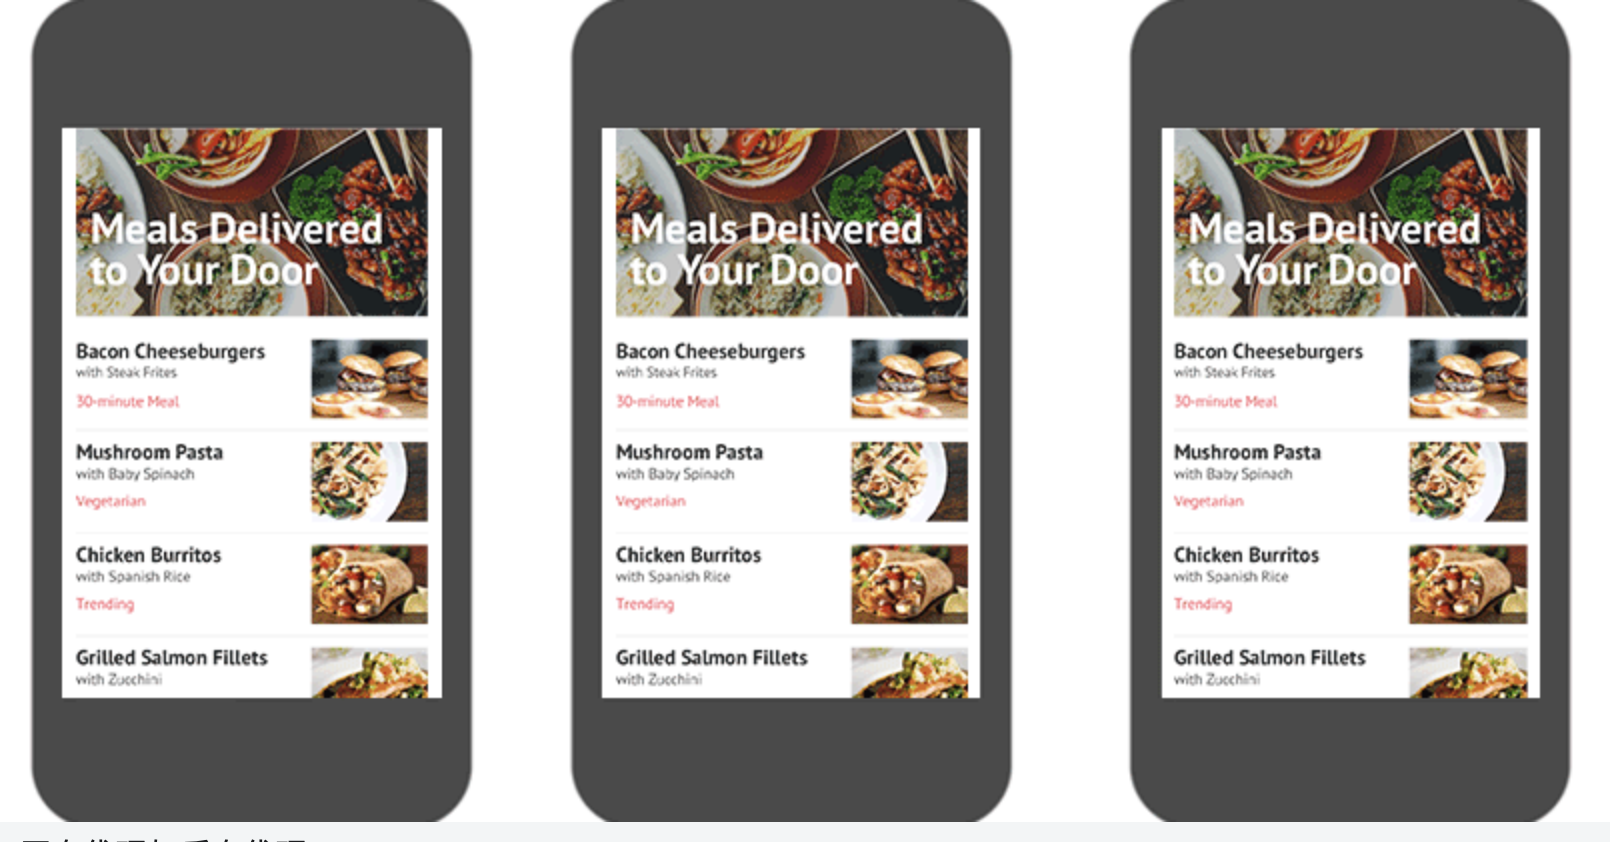 Meals Delivered
to Your Door
Bacon Cheeseburgers
with Steak Frites
30-minute Meal
Mushroom Pasta
with Baby Spinach
Vegetarian
Chicken Burritos
with Spanish Rice
Trending
Grilled Salmon Fillets
with Zucchini
Meals Delivered
to Your Door
Bacon Cheeseburgers
with Steak Frites
30-minute Meal
Mushroom Pasta
with Baby Spinach
Vegetarian
Chicken Burritos
with Spanish Rice
Trending
Grilled Salmon Fillets
with Zucchini
Meals Delivered
to Your Door
Bacon Cheeseburgers
with Steak Frites
30-minute Meal
Mushroom Pasta
with Baby Spinach
Vegetarian
Chicken Burritos
with Spanish Rice
Trending
Grilled Salmon Fillets
with Zucchini